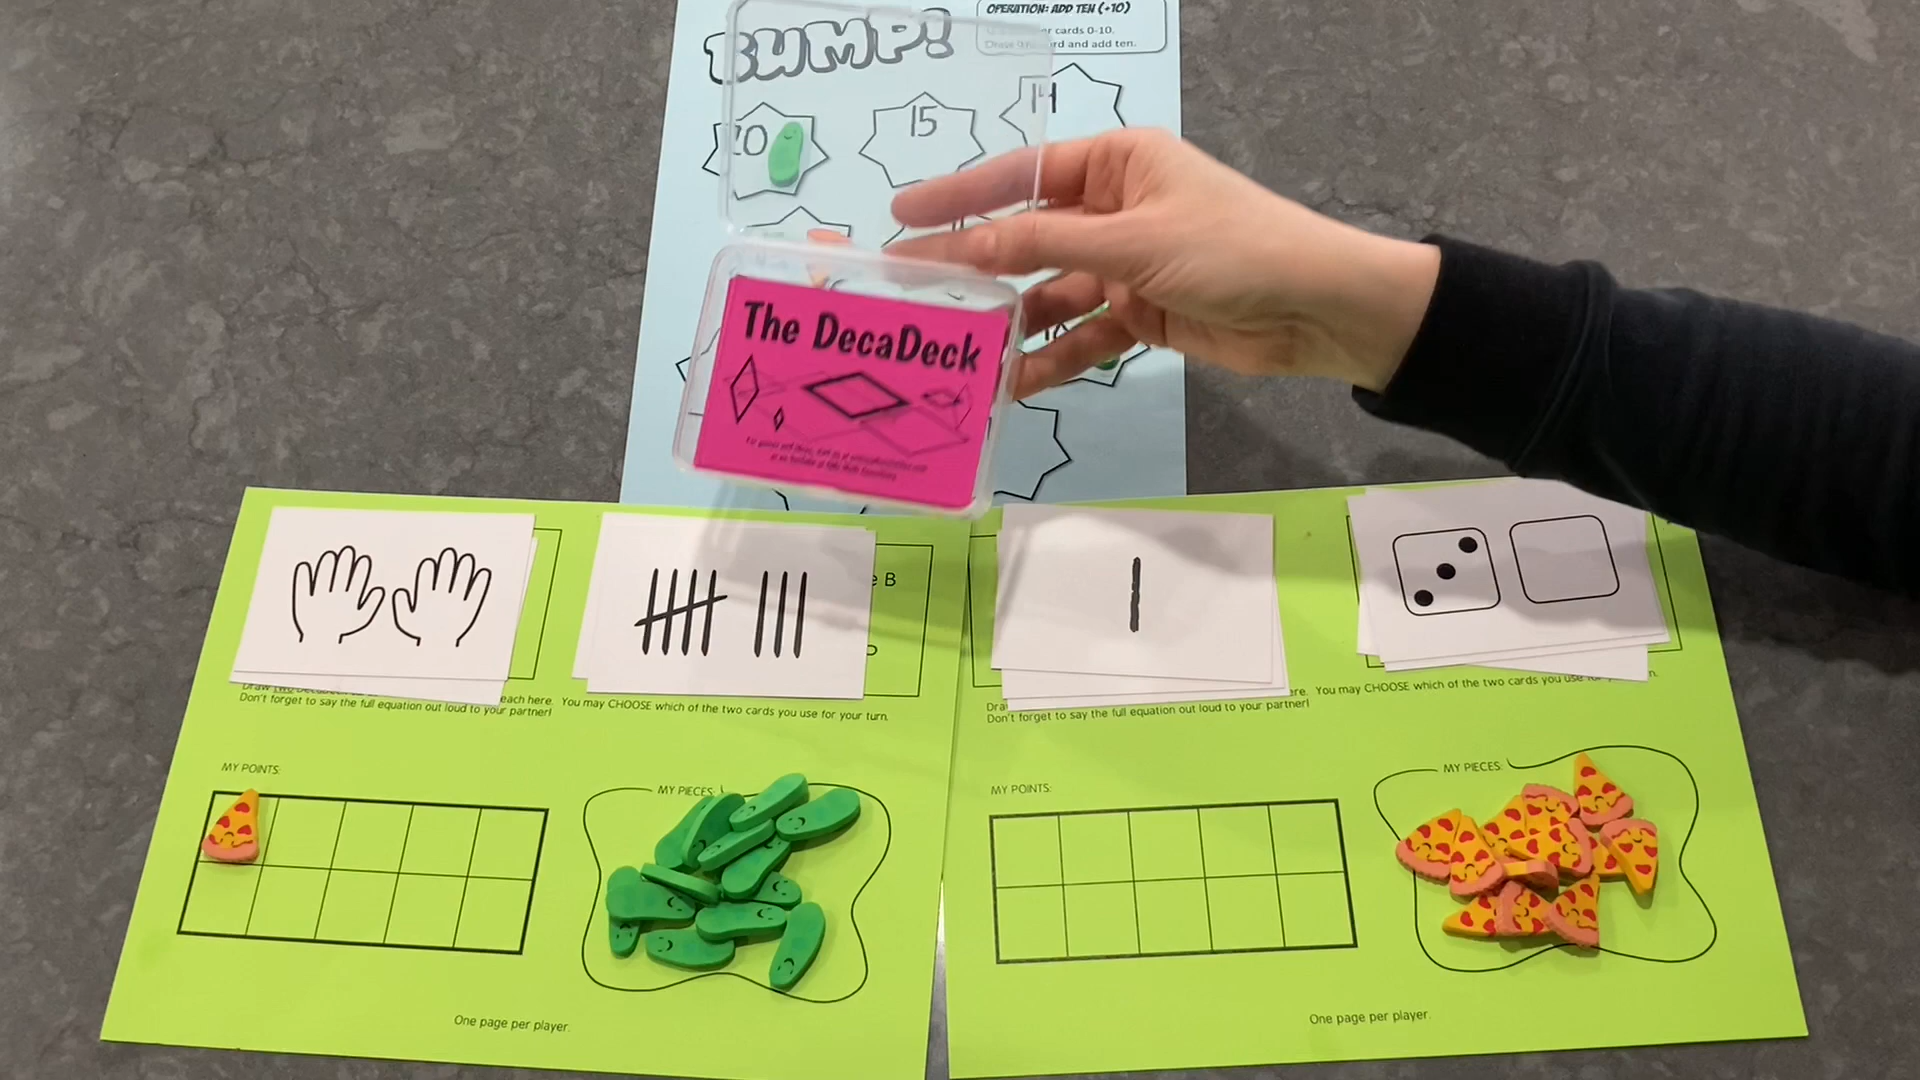 BUMP!
OPERATION: ADD TEN (+10)
cards 0-10.
and add ten.
20
15
14
The DecaDeck
B
each here. You may CHOOSE which of the two cards you use for your turn.
Don't forget to say the full equation out loud to your partner!
You may CHOOSE which of the two cards you use
Don't forget to say the full equation out loud to your partner!
MY POINTS:
MY PIECES:
MY POINTS:
MY PIECES:
One page per player.
One page per player.